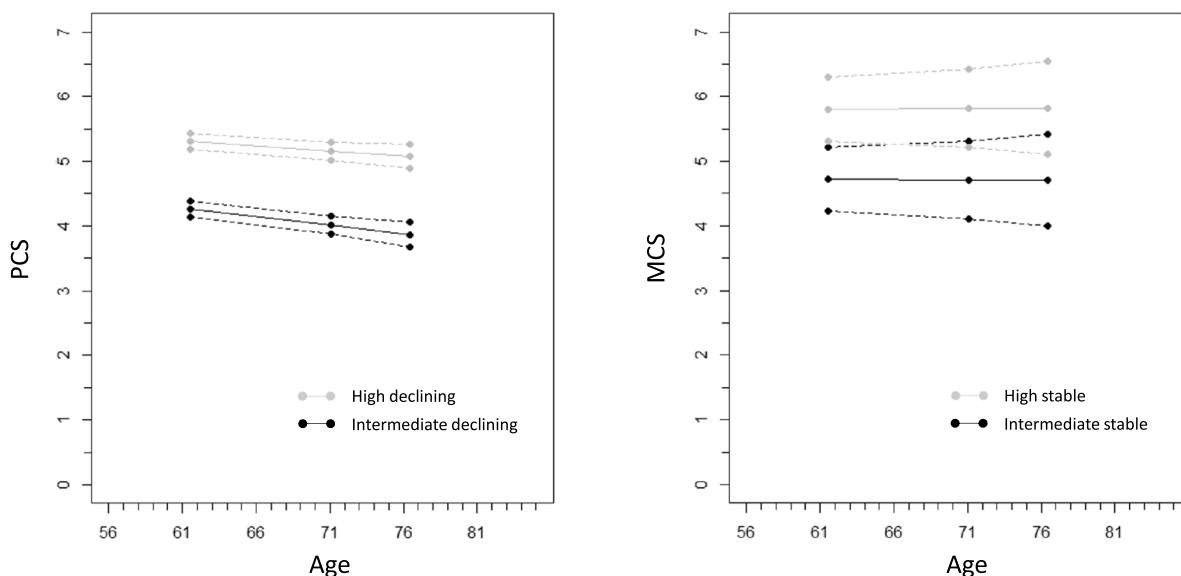 7
6
5
4
3
2
1
0
PCS
High declining
Intermediate declining
56 61 66 71 76 81
Age
7
6
5
4
3
2
1
0
MCS
High stable
Intermediate stable
56 61 66 71 76 81
Age